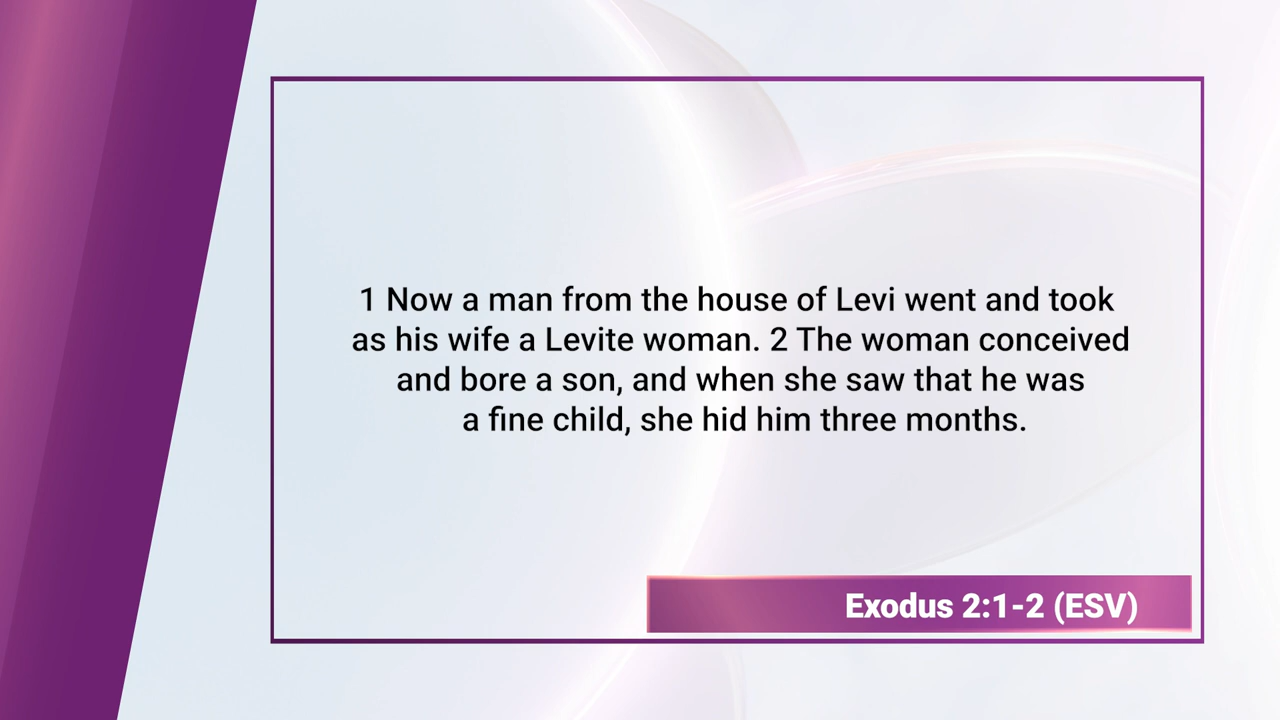 1 Now a man from the house of Levi went and took
as his wife a Levite woman. 2 The woman conceived
and bore a son, and when she saw that he was
a fine child, she hid him three months.
Exodus 2:1-2 (ESV)